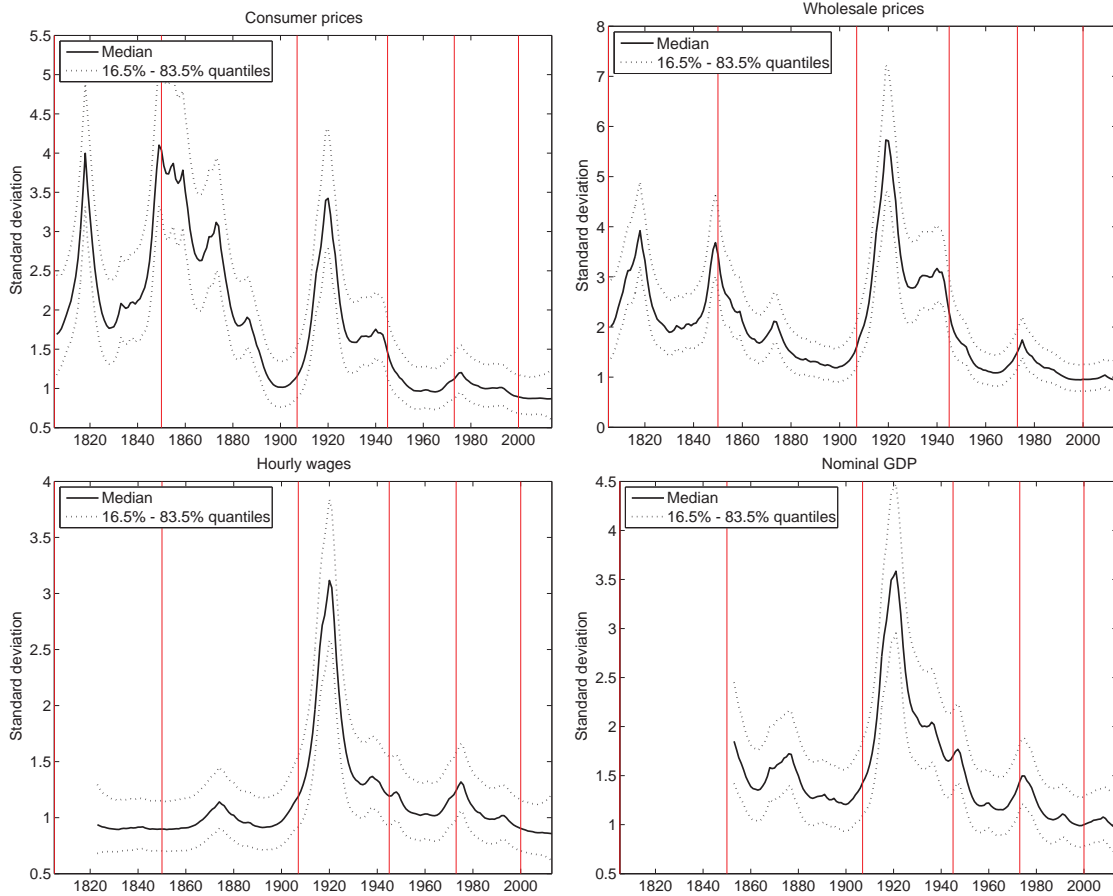 Consumer prices
5.5
5
4.5
4
3.5
3
2.5
2
1.5
1
0.5
Standard deviation
Median
16.5% - 83.5% quantiles
1820 1840 1860 1880 1900 1920 1940 1960 1980 2000
Wholesale prices
8
7
6
5
4
3
2
1
0
Standard deviation
Median
16.5% - 83.5% quantiles
1820 1840 1860 1880 1900 1920 1940 1960 1980 2000
Hourly wages
4
3.5
3
2.5
2
1.5
1
0.5
Standard deviation
Median
16.5% - 83.5% quantiles
1820 1840 1860 1880 1900 1920 1940 1960 1980 2000
Nominal GDP
4.5
4
3.5
3
2.5
2
1.5
1
0.5
Standard deviation
Median
16.5% - 83.5% quantiles
1820 1840 1860 1880 1900 1920 1940 1960 1980 2000